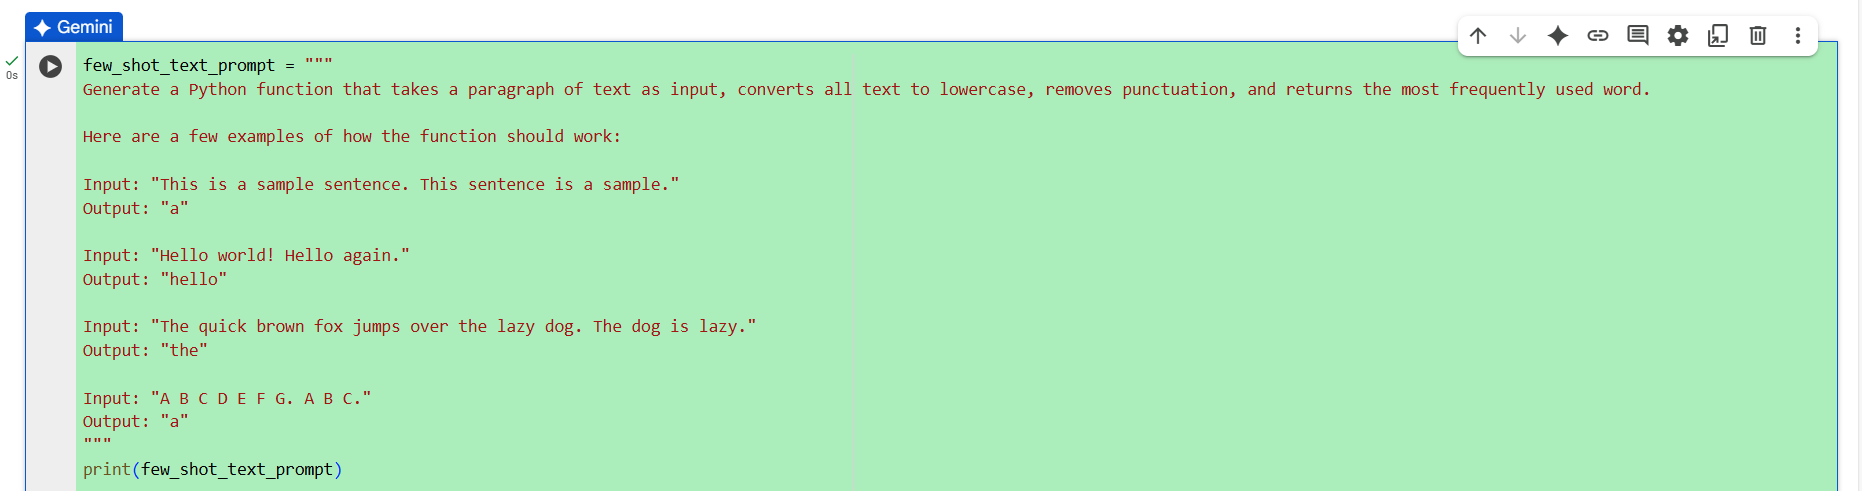 Gemini
0s
few_shot_text_prompt = """
Generate a Python function that takes a paragraph of text as input, converts all text to lowercase, removes punctuation, and returns the most frequently used word.
Here are a few examples of how the function should work:
Input: "This is a sample sentence. This sentence is a sample."
Output: "a"
Input: "Hello world! Hello again."
Output: "hello"
Input: "The quick brown fox jumps over the lazy dog. The dog is lazy."
Output: "the"
Input: "A B C D E F G. A B C."
Output: "a"
"""
print(few_shot_text_prompt)